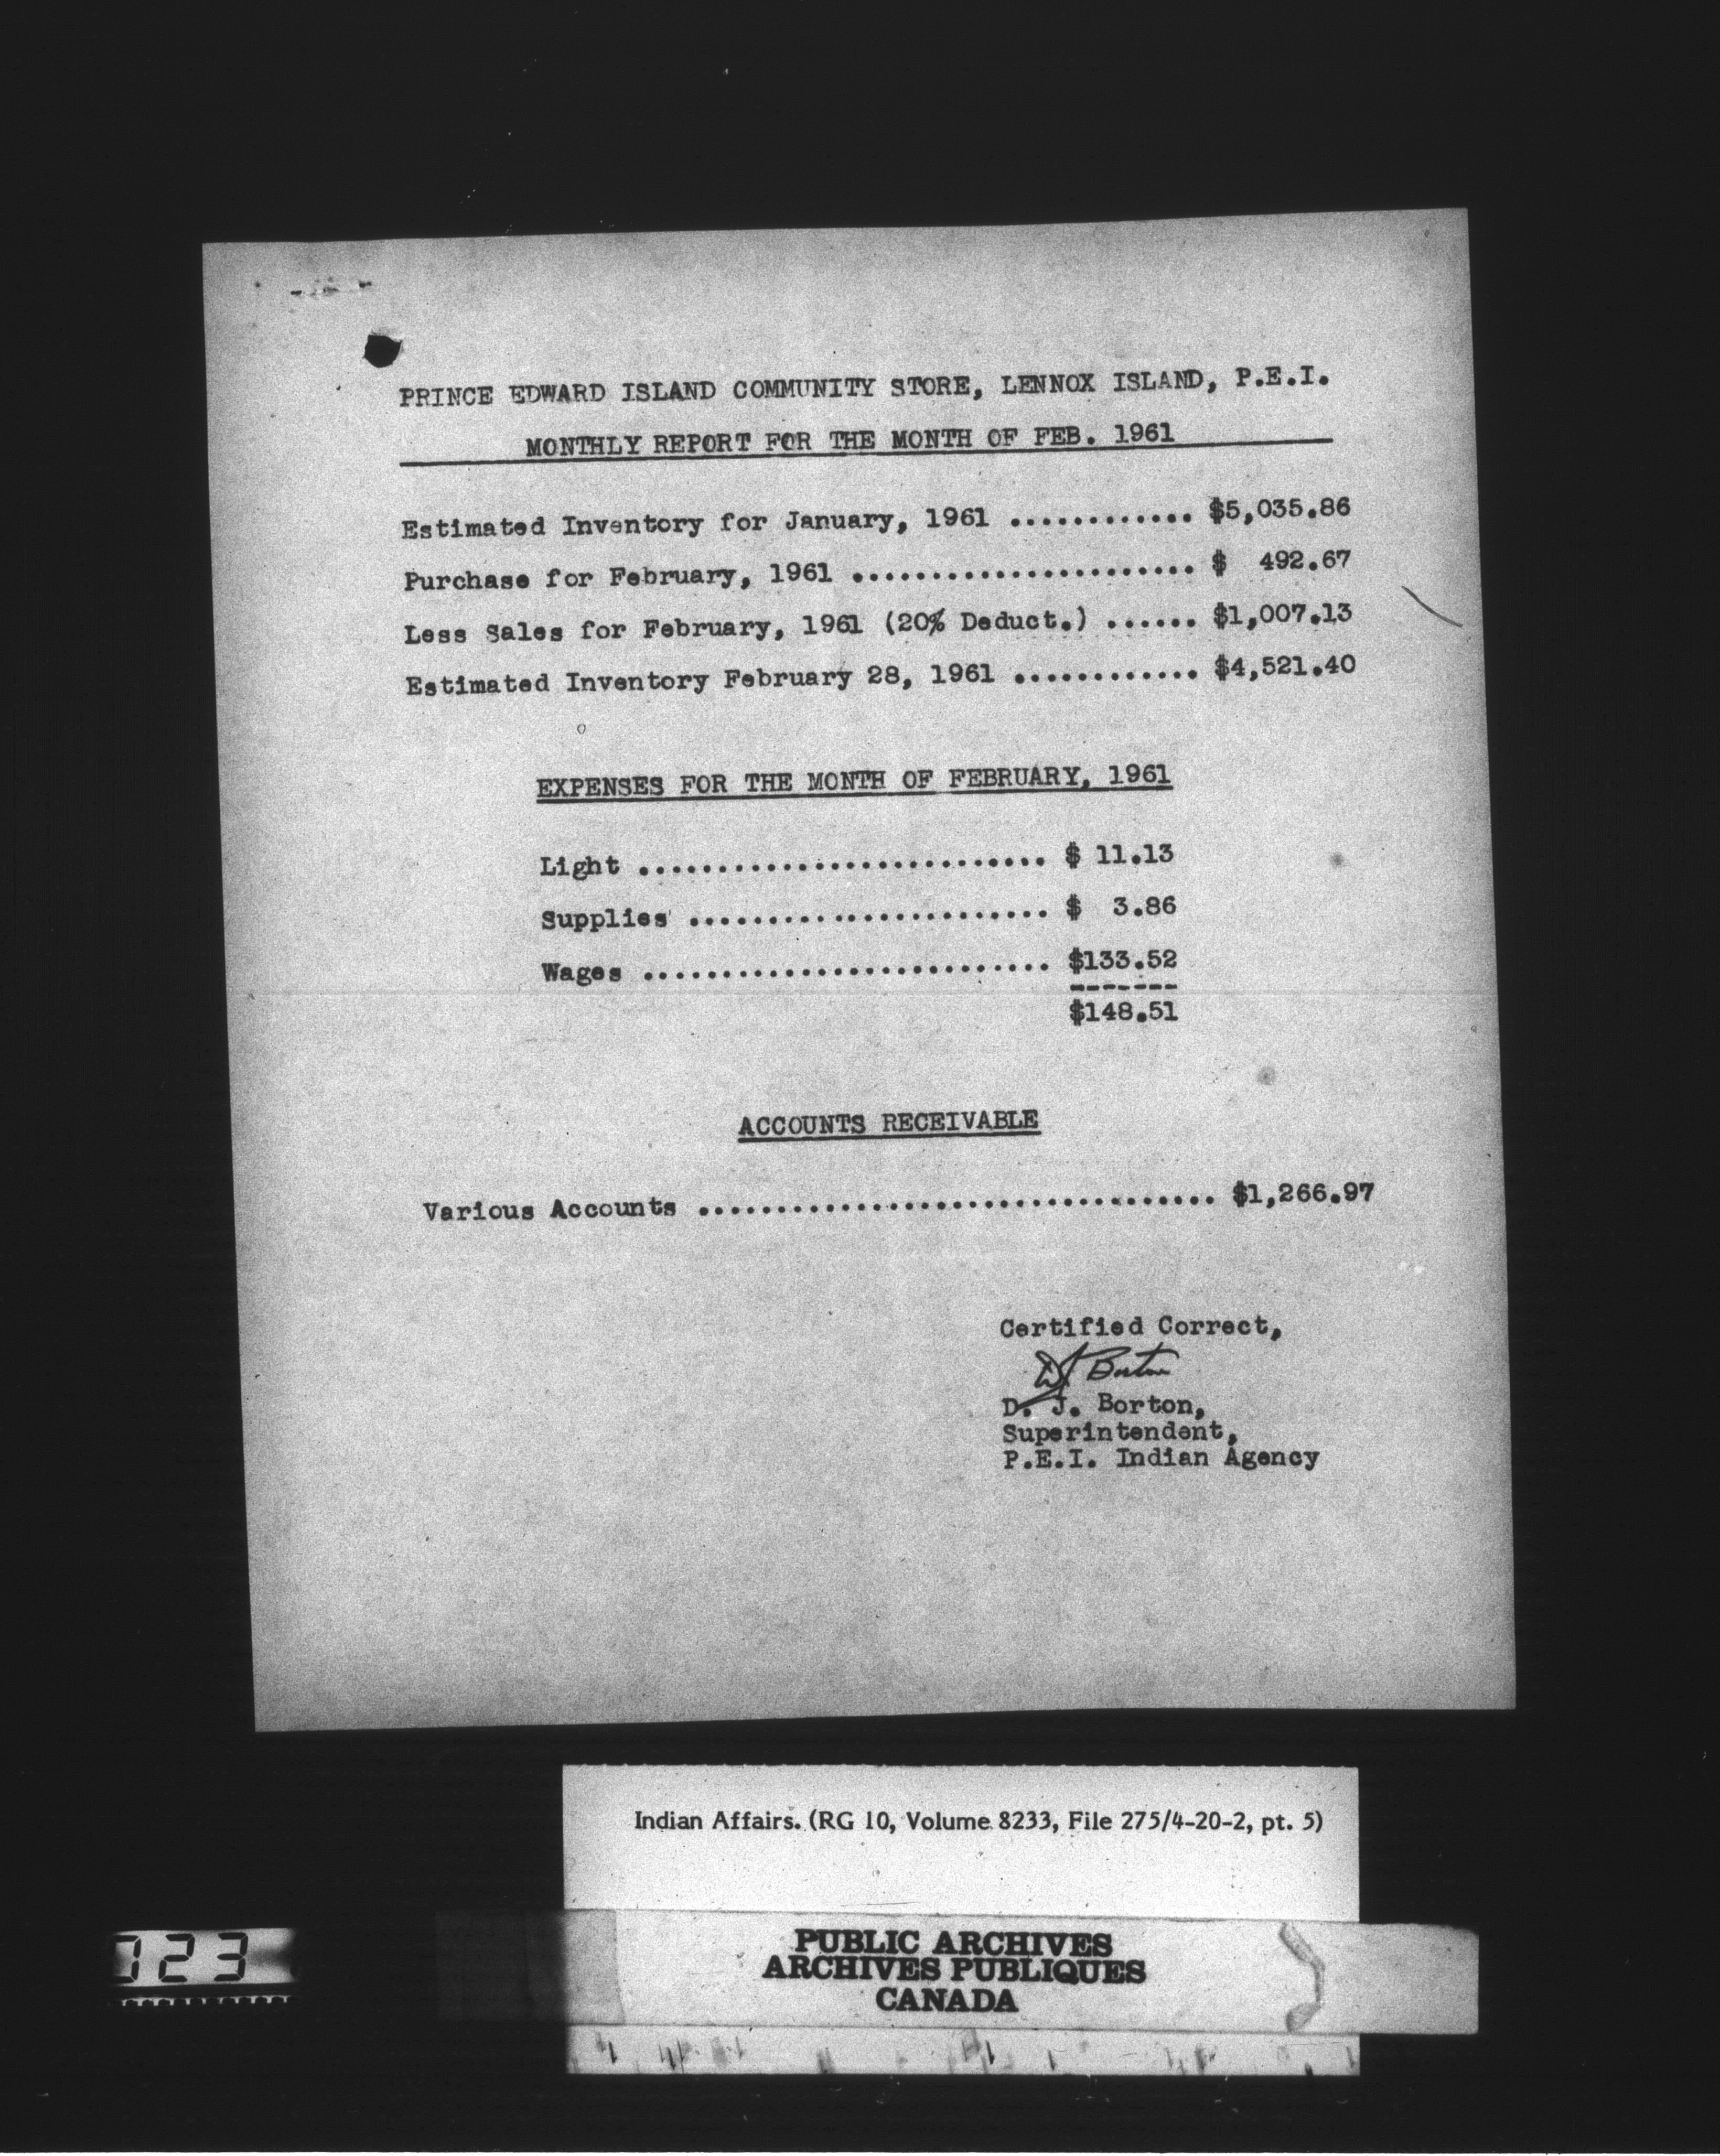 PRINCE EDWARD ISLAND COMMUNITY STORE, LENNOX ISLAND, P.E.I.
MONTHLY REPORT FOR THE MONTH OF FEB. 1961
Estimated Inventory for January, 1961 ............ $5,035.86
Purchase for February, 1961 ...................... $ 492.67
Less Sales for February, 1961 (20% Deduct.) ...... $1,007.13
Estimated Inventory February 28, 1961 ............ $4,521.40
EXPENSES FOR THE MONTH OF FEBRUARY, 1961
Light .......................... $ 11.13
Supplies ....................... $ 3.86
Wages .......................... $133.52
-------
$148.51
ACCOUNTS RECEIVABLE
Various Accounts ................................. $1,266.97
Certified Correct,
DJ Borton
D. J. Borton,
Superintendent,
P.E.I. Indian Agency
Indian Affairs. (RG 10, Volume 8233, File 275/4-20-2, pt. 5)
PUBLIC ARCHIVES
ARCHIVES PUBLIQUES
CANADA
023